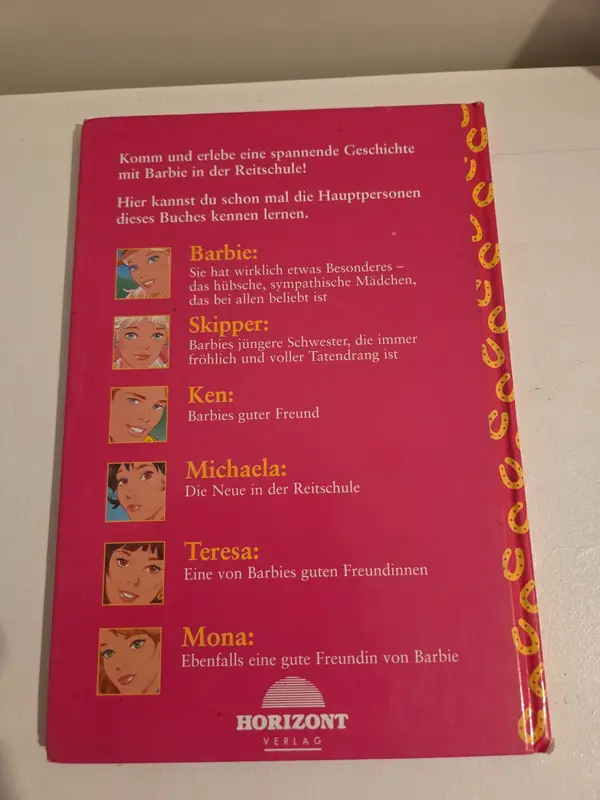 Komm und erlebe eine spannende Geschichte
mit Barbie in der Reitschule!
Hier kannst du schon mal die Hauptpersonen
dieses Buches kennen lernen.
Barbie:
Sie hat wirklich etwas Besonderes –
das hübsche, sympathische Mädchen,
das bei allen beliebt ist
Skipper:
Barbies jüngere Schwester, die immer
fröhlich und voller Tatendrang ist
Ken:
Barbies guter Freund
Michaela:
Die Neue in der Reitschule
Teresa:
Eine von Barbies guten Freundinnen
Mona:
Ebenfalls eine gute Freundin von Barbie
HORIZONT
VERLAG